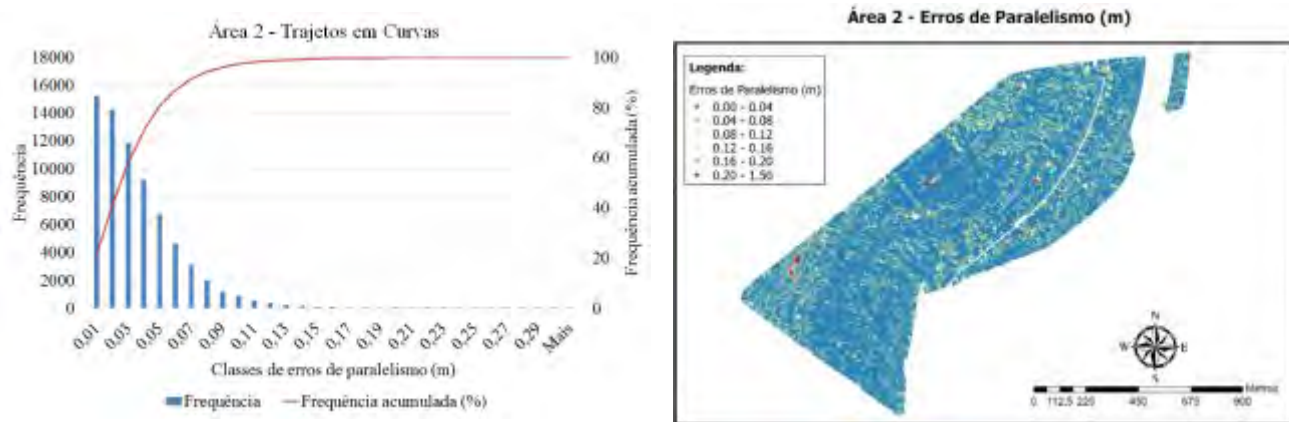 Área 2 - Trajetos em Curvas
18000
16000
14000
12000
10000
8000
6000
4000
2000
0
Frequência
100
80
60
40
20
0
Frequência acumulada (%)
0,01
0,03
0,05
0,07
0,09
0,11
0,13
0,15
0,17
0,19
0,21
0,23
0,25
0,27
0,29
Mais
Classes de erros de paralelismo (m)
Frequência
Frequência acumulada (%)
Área 2 - Erros de Paralelismo (m)
Legenda:
Erros de Paralelismo (m)
0.00 - 0.04
0.04 - 0.08
0.08 - 0.12
0.12 - 0.16
0.16 - 0.20
0.20 - 1.50
N
W E
S
Metros
0 112.5 225 450 675 900